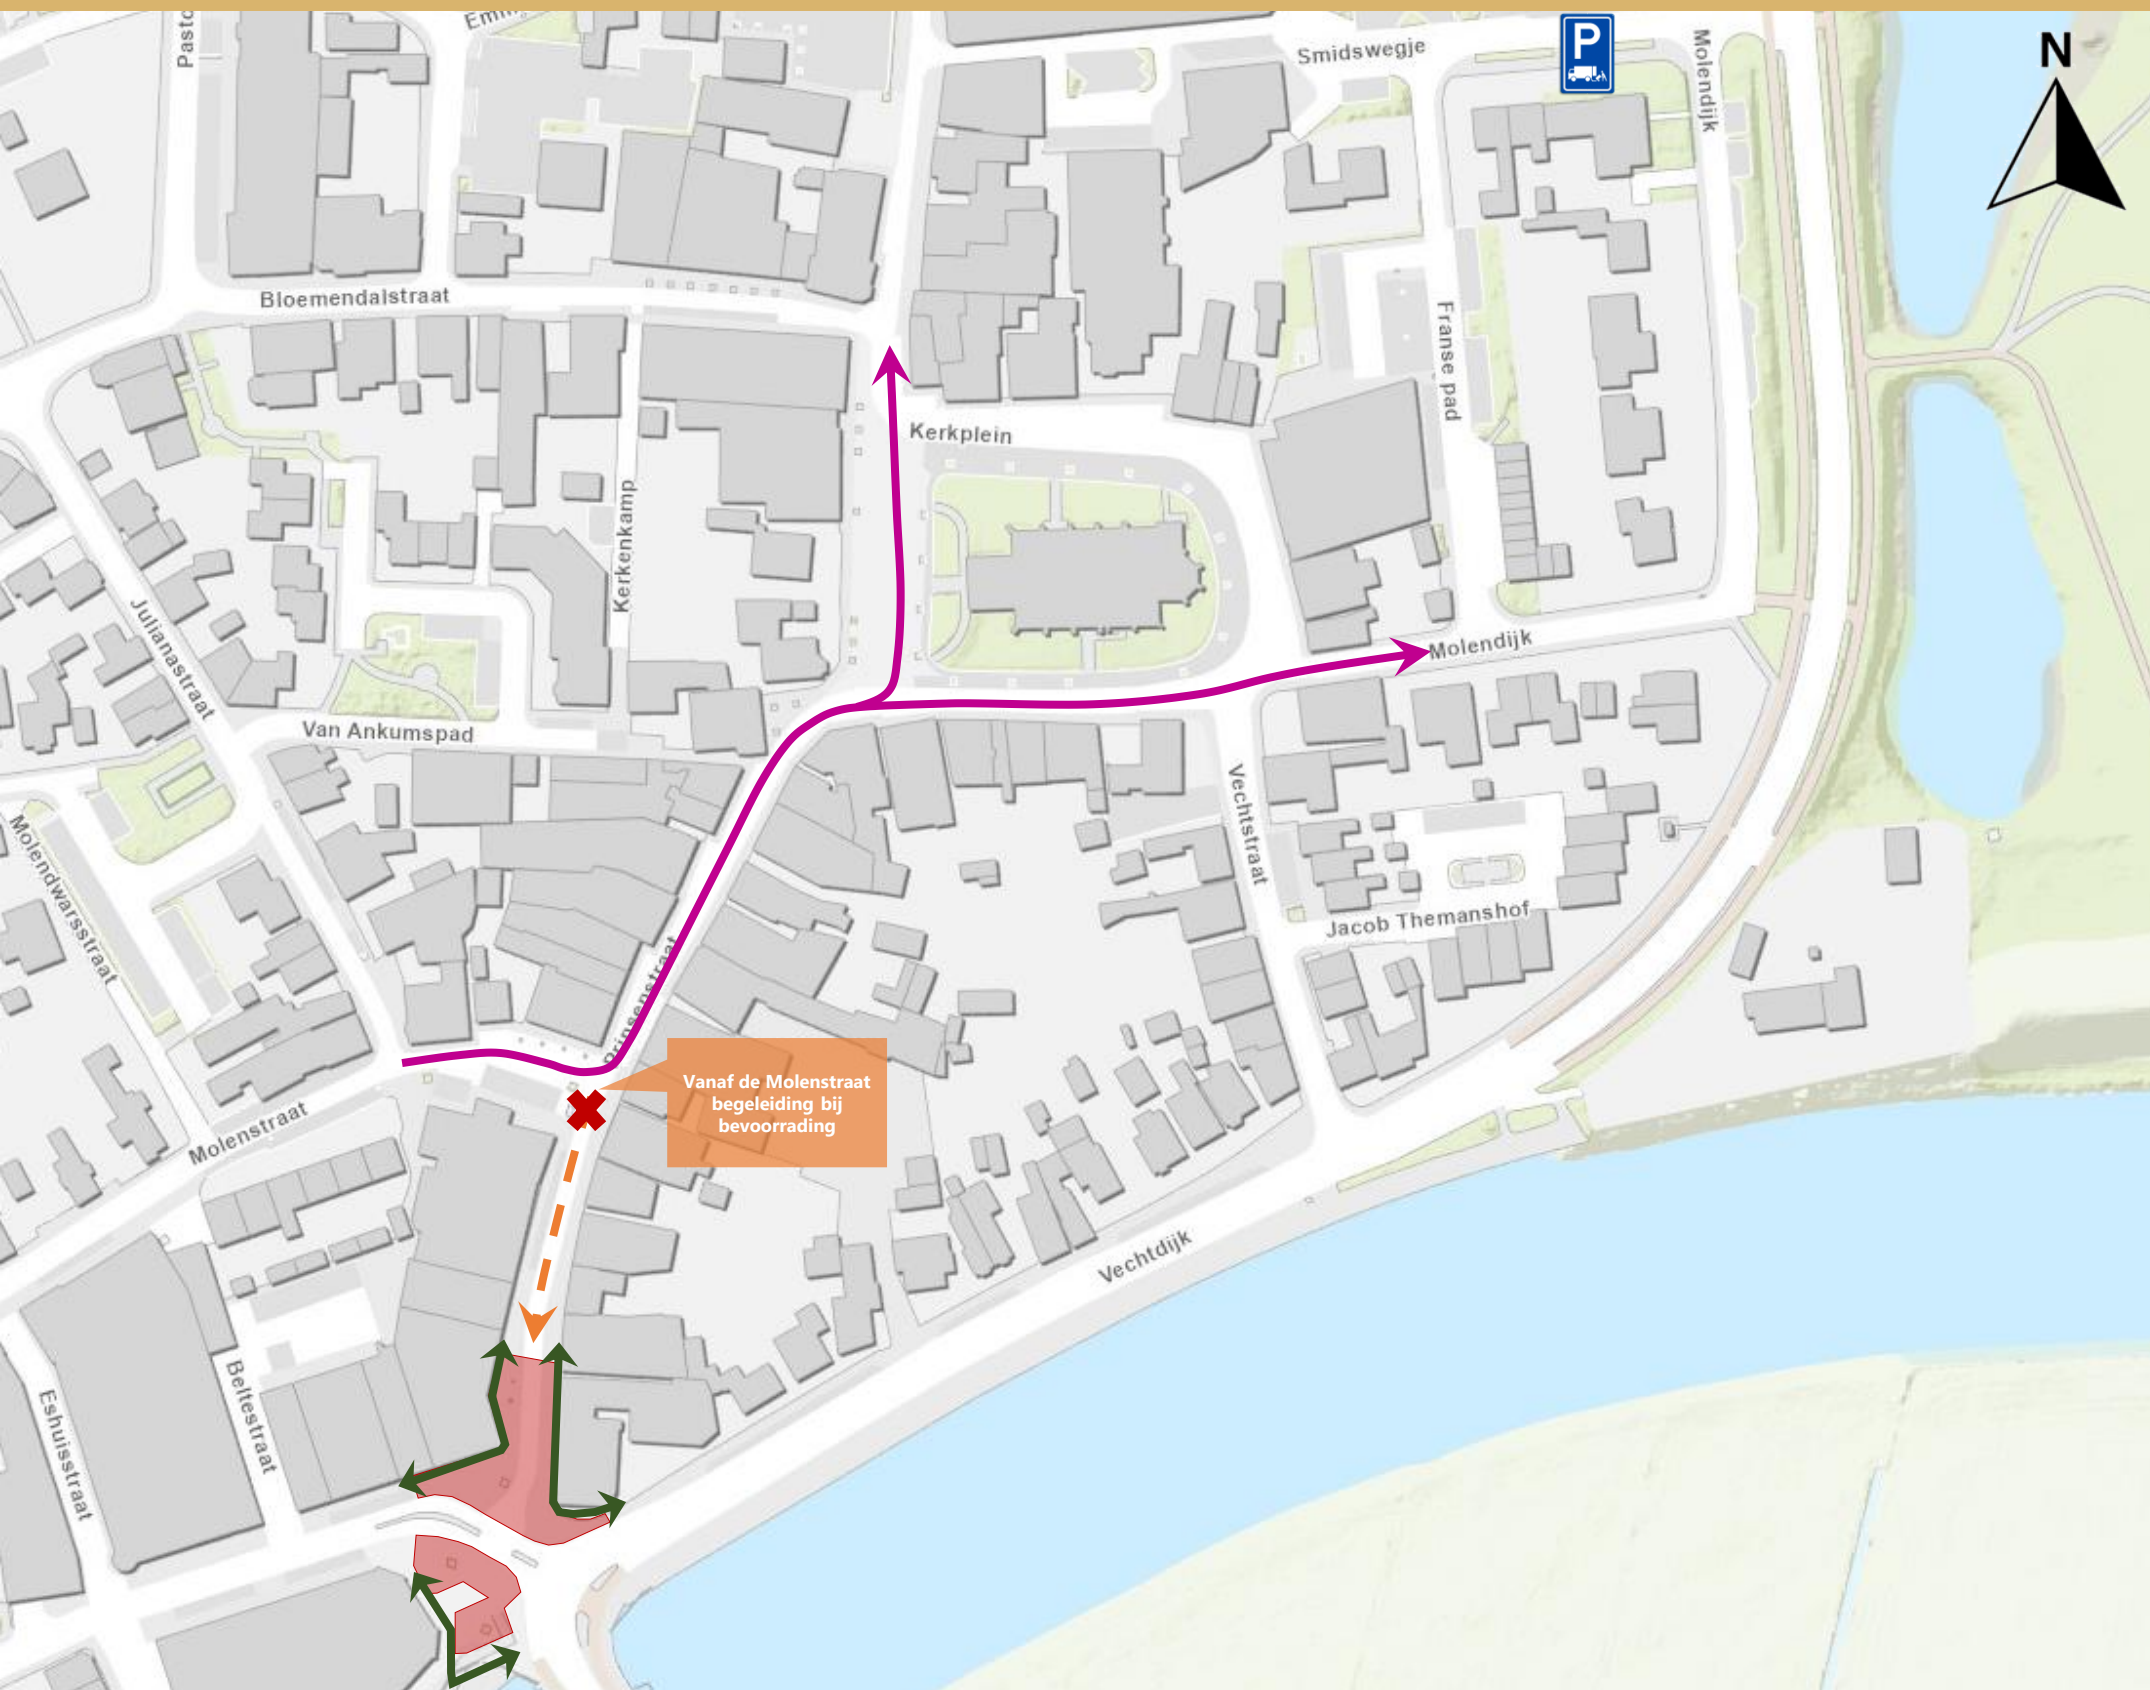 Smidswegje
P
Molendijk
N
Bloemendalstraat
Franse pad
Kerkplein
Kerkenkamp
Julianastraat
Molendijk
Van Ankumspad
Vechtstraat
Molendwarsstraat
Jacob Themanshof
Prinsenstraat
Vanaf de Molenstraat
begeleiding bij
bevoorrading
Molenstraat
Vechtdijk
Beltestraat
Eshuisstraat